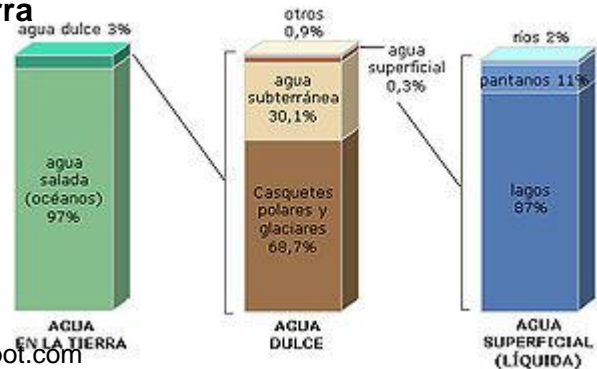 rra
agua dulce 3%
agua
salada
(océanos)
97%
AGUA
EN LA TIERRA
otros
0,9%
agua
superficial
0,3%
agua
subterránea
30,1%
Casquetes
polares y
glaciares
68,7%
AGUA
DULCE
ríos 2%
pantanos 11%
lagos
87%
AGUA
SUPERFICIAL
(LÍQUIDA)
pot.com